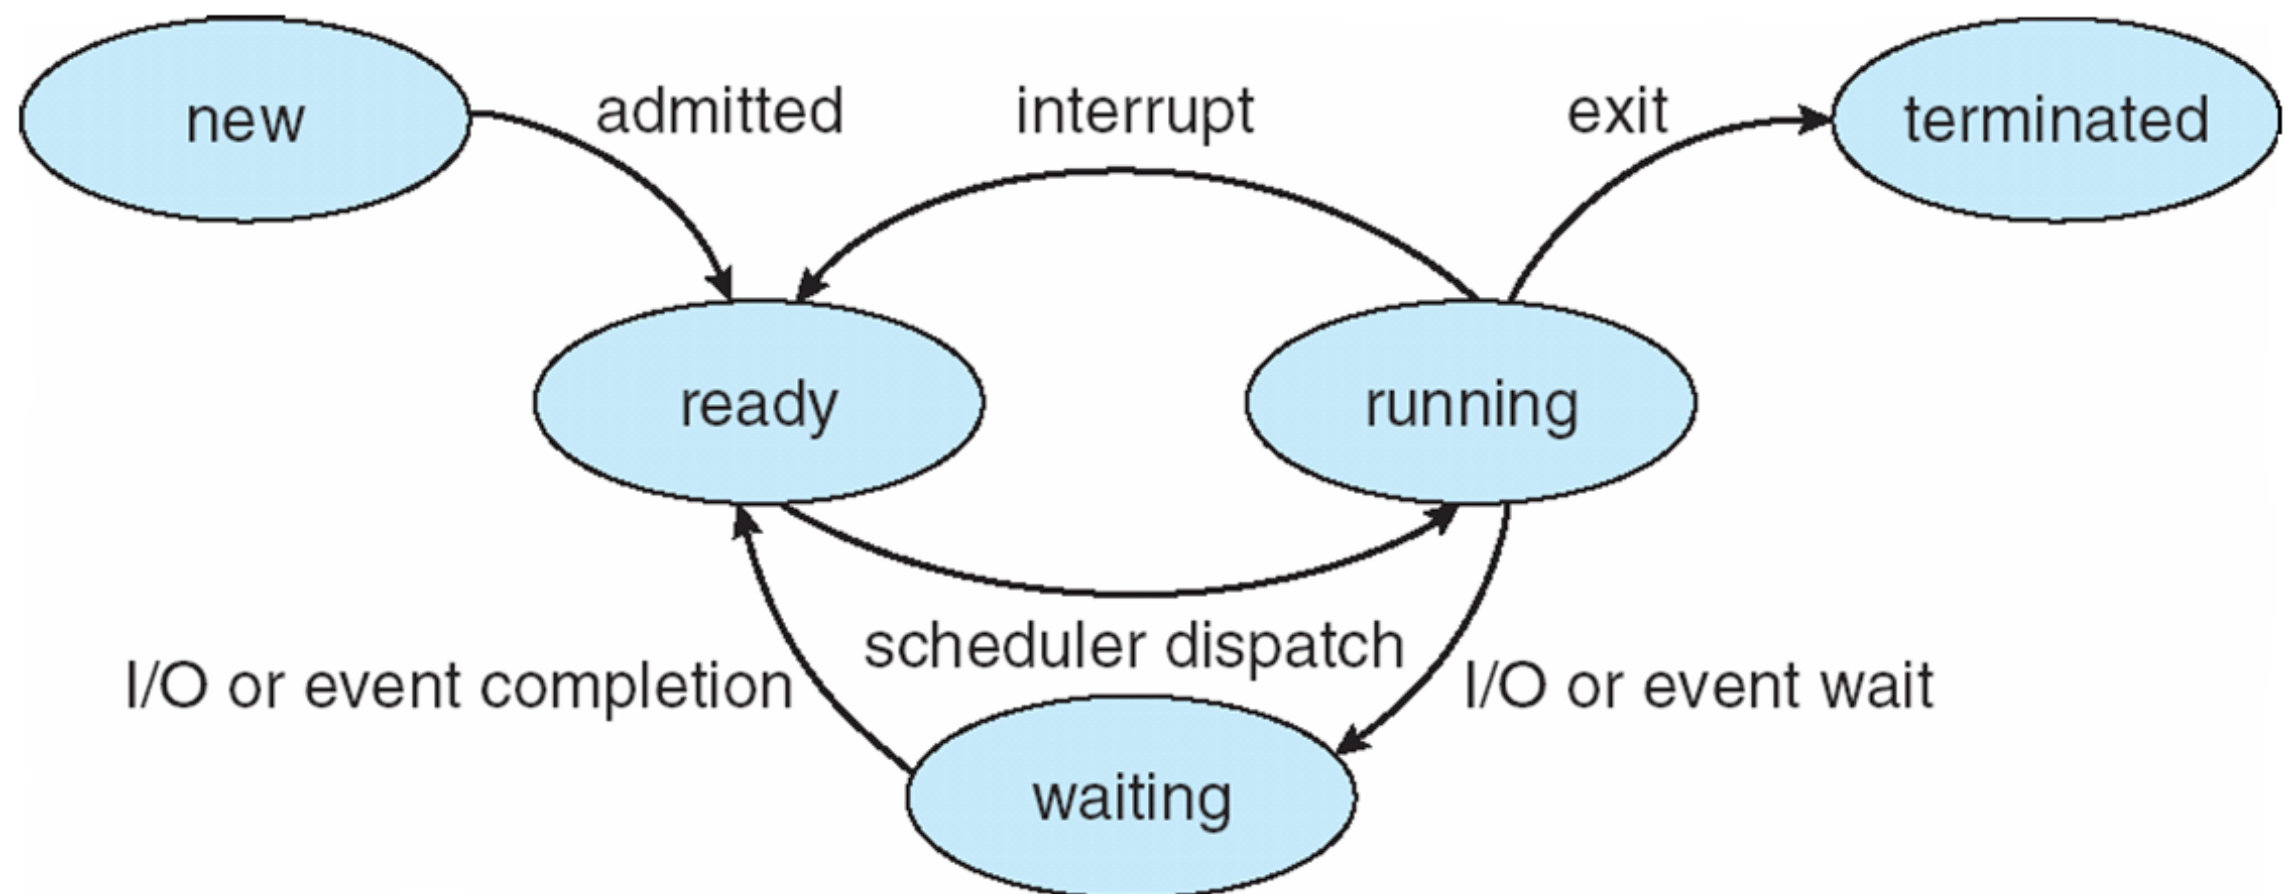 new
admitted
interrupt
exit
terminated
ready
running
scheduler dispatch
I/O or event completion
I/O or event wait
waiting